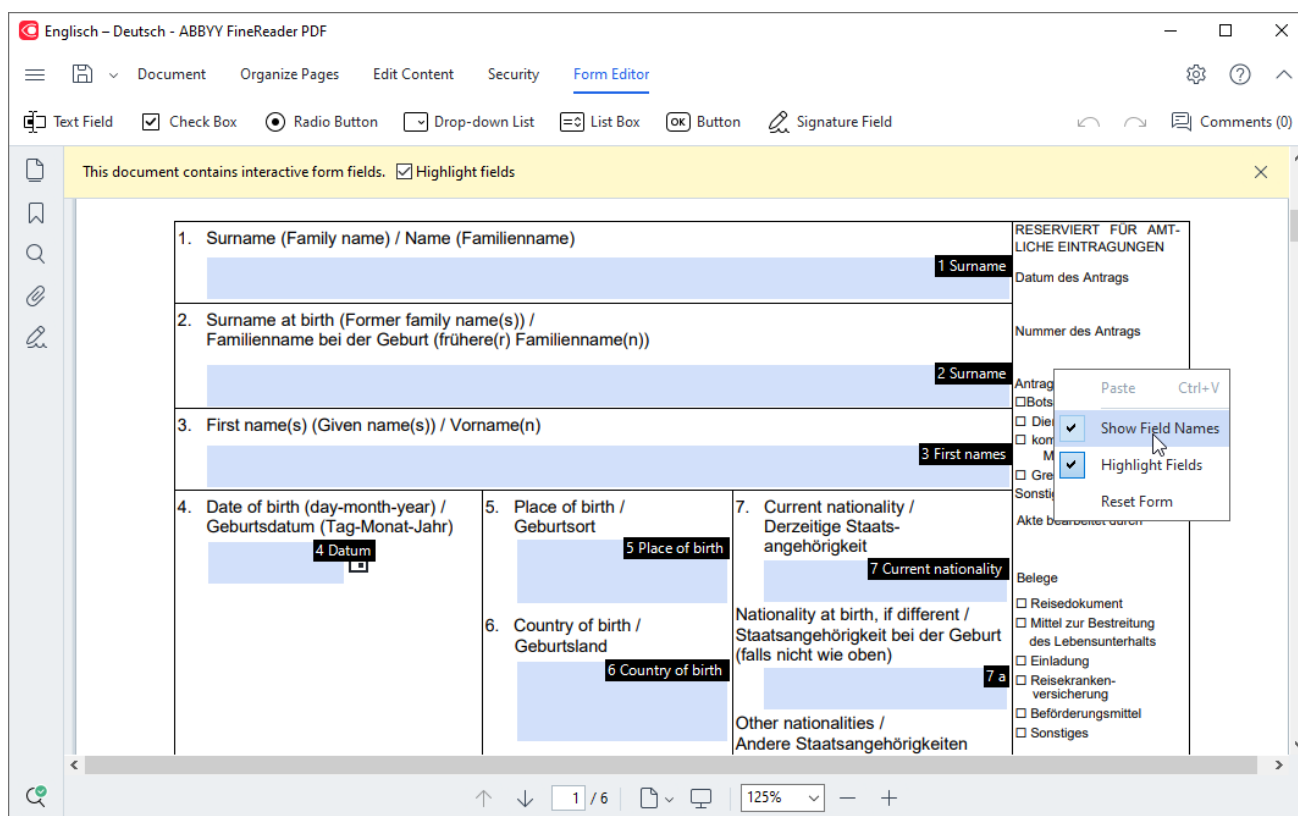 Englisch – Deutsch - ABBYY FineReader PDF
Document Organize Pages Edit Content Security Form Editor
Text Field Check Box Radio Button Drop-down List List Box OK Button Signature Field Comments (0)
This document contains interactive form fields. Highlight fields
1. Surname (Family name) / Name (Familienname)
1 Surname
2. Surname at birth (Former family name(s)) /
Familienname bei der Geburt (frühere(r) Familienname(n))
2 Surname
3. First name(s) (Given name(s)) / Vorname(n)
3 First names
4. Date of birth (day-month-year) /
Geburtsdatum (Tag-Monat-Jahr)
4 Datum
5. Place of birth /
Geburtsort
5 Place of birth
6. Country of birth /
Geburtsland
6 Country of birth
7. Current nationality /
Derzeitige Staats-
angehörigkeit
7 Current nationality
Nationality at birth, if different /
Staatsangehörigkeit bei der Geburt
(falls nicht wie oben)
7 a
Other nationalities /
Andere Staatsangehörigkeiten
RESERVIERT FÜR AMT-
LICHE EINTRAGUNGEN
Datum des Antrags
Nummer des Antrags
Paste Ctrl+V
Show Field Names
Highlight Fields
Reset Form
Belege
Reisedokument
Mittel zur Bestreitung
des Lebensunterhalts
Einladung
Reisekranken-
versicherung
Beförderungsmittel
Sonstiges
1 / 6 125%